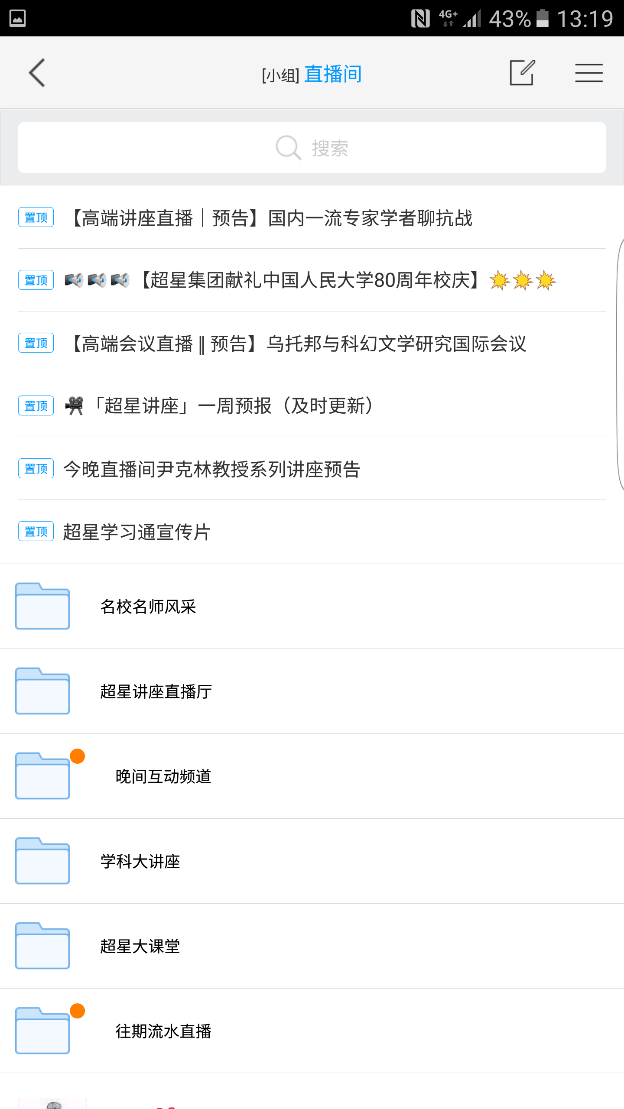 4G+ 43% 13:19
[小组] 直播间
搜索
置顶 【高端讲座直播｜预告】国内一流专家学者聊抗战
置顶 【超星集团献礼中国人民大学80周年校庆】
置顶 【高端会议直播‖预告】乌托邦与科幻文学研究国际会议
置顶 「超星讲座」一周预报（及时更新）
置顶 今晚直播间尹克林教授系列讲座预告
置顶 超星学习通宣传片
名校名师风采
超星讲座直播厅
晚间互动频道
学科大讲座
超星大课堂
往期流水直播